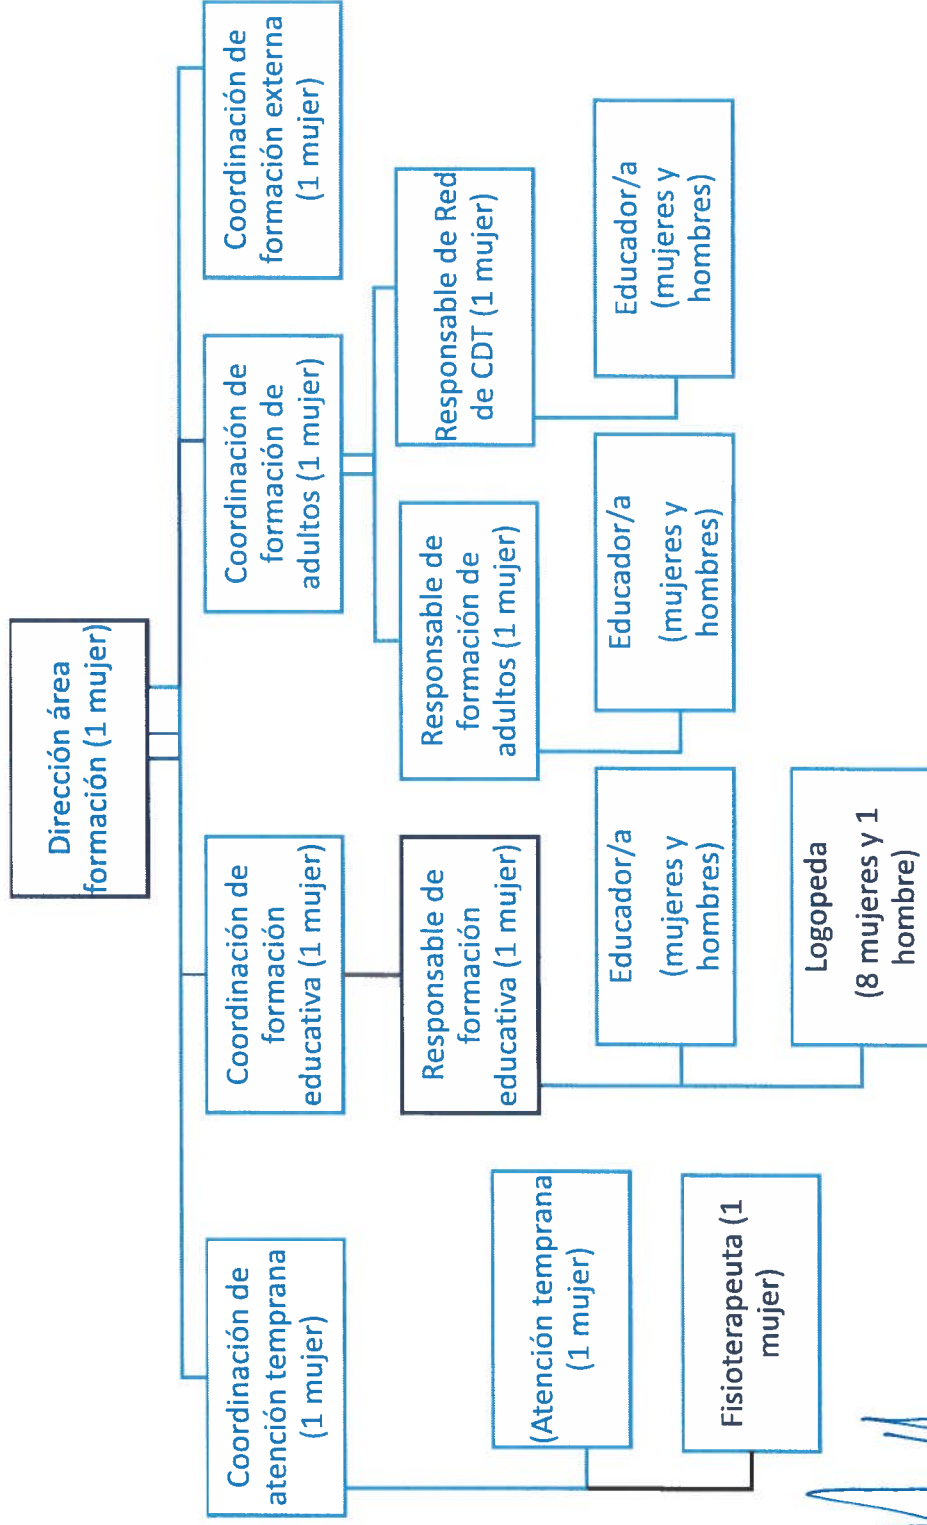 Dirección área
formación (1 mujer)
Coordinación de
atención temprana
(1 mujer)
Coordinación de
formación
educativa (1 mujer)
Coordinación de
formación de
adultos (1 mujer)
Coordinación de
formación externa
(1 mujer)
Responsable de
formación
educativa (1 mujer)
Responsable de
formación de
adultos (1 mujer)
Responsable de Red
de CDT (1 mujer)
(Atención temprana
(1 mujer)
Fisioterapeuta (1
mujer)
Educador/a
(mujeres y
hombres)
Logopeda
(8 mujeres y 1
hombre)
Educador/a
(mujeres y
hombres)
Educador/a
(mujeres y
hombres)